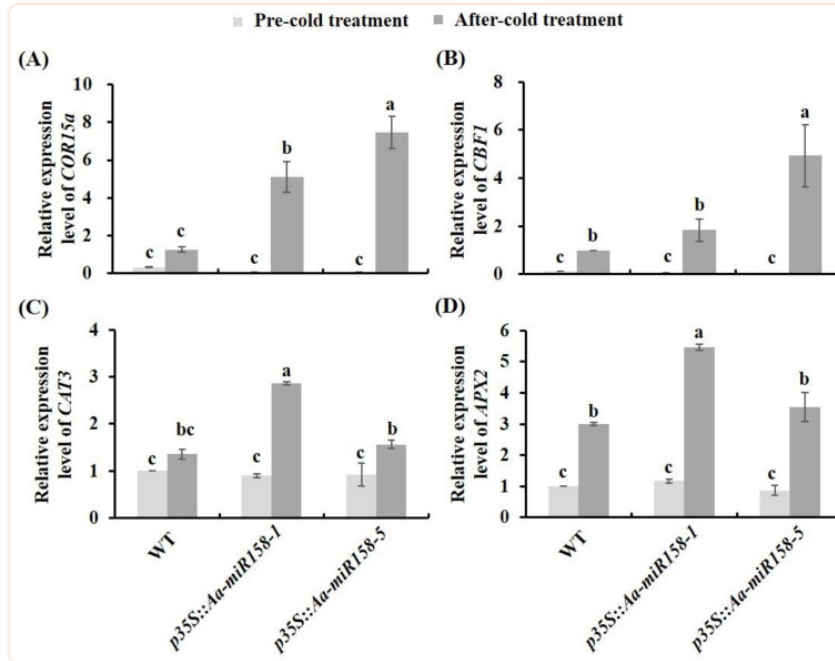 Pre-cold treatment After-cold treatment
(A)
Relative expression
level of COR15a
10
8
6
4
2
0
c c c b c a
(B)
Relative expression
level of CBF1
8
6
4
2
0
c b c b c a
(C)
Relative expression
level of CAT3
4
3
2
1
0
c bc c a c b
WT
p35S::Aa-miR158-1
p35S::Aa-miR158-5
(D)
Relative expression
level of APX2
6
5
4
3
2
1
0
c b c a c b
WT
p35S::Aa-miR158-1
p35S::Aa-miR158-5